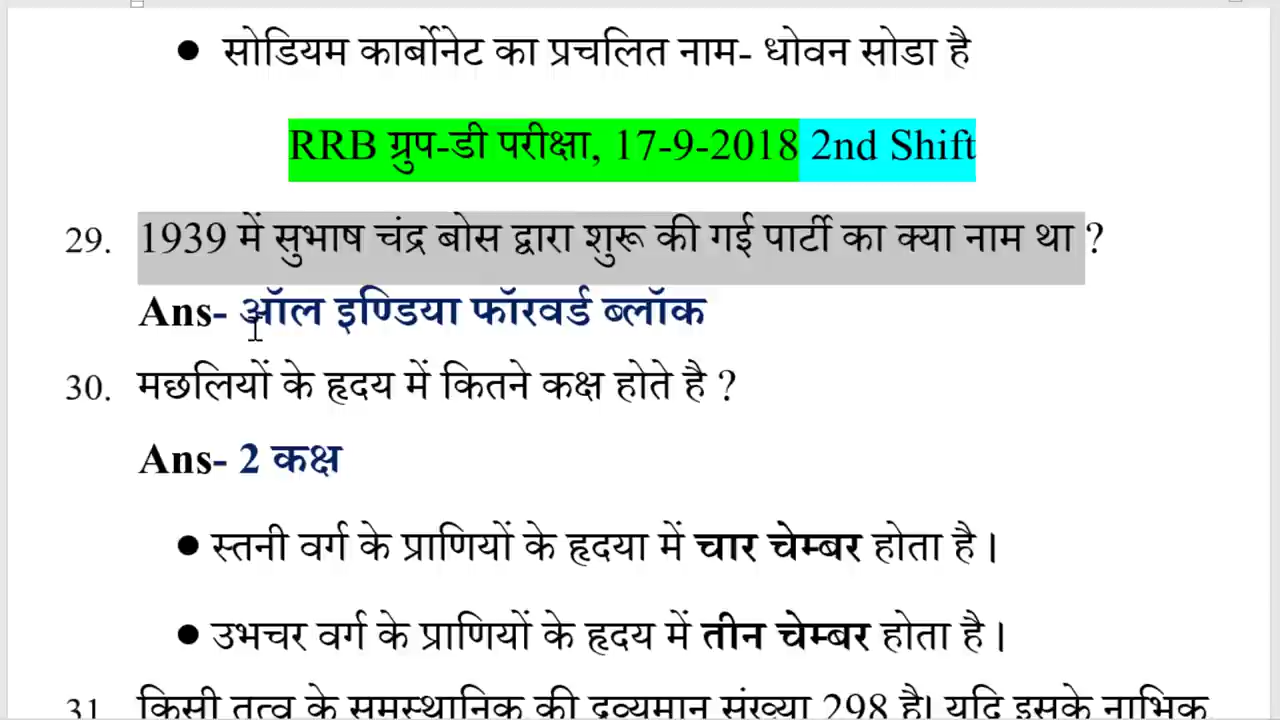 ● सोडियम कार्बोनेट का प्रचलित नाम- धोवन सोडा है
RRB ग्रुप-डी परीक्षा, 17-9-2018 2nd Shift
29. 1939 में सुभाष चंद्र बोस द्वारा शुरू की गई पार्टी का क्या नाम था ?
Ans- ऑल इण्डिया फॉरवर्ड ब्लॉक
30. मछलियों के हृदय में कितने कक्ष होते है ?
Ans- 2 कक्ष
● स्तनी वर्ग के प्राणियों के हृदया में चार चेम्बर होता है ।
● उभचर वर्ग के प्राणियों के हृदय में तीन चेम्बर होता है ।
31. किसी तत्व के समस्थानिक की द्रव्यमान संख्या 298 है। यदि इसके नाभिक